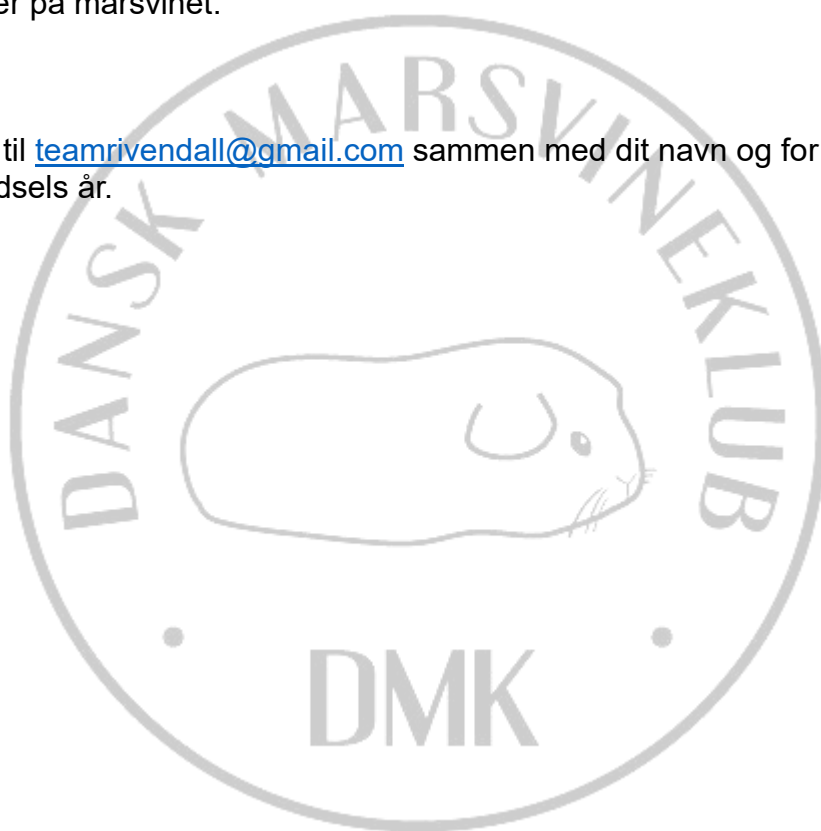 er på marsvinet.
til teamrivendall@gmail.com sammen med dit navn og for
dsels år.
DANSK MARSVINEKLUB
DMK